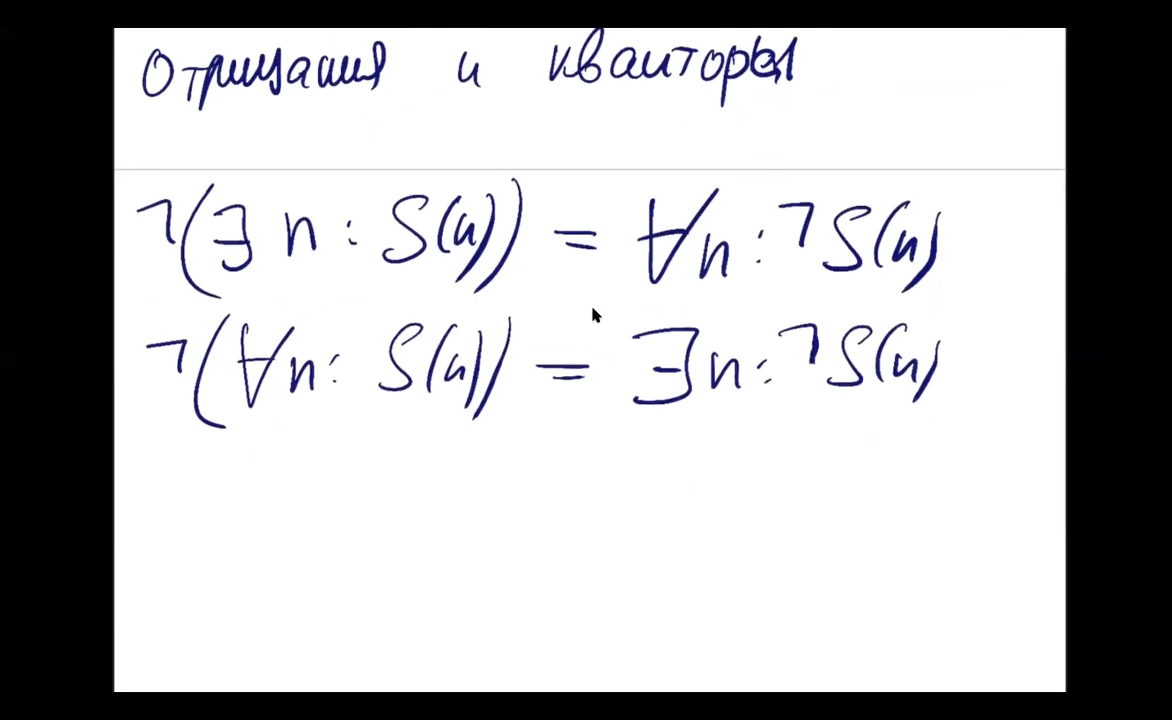 Отрицания и кванторы
¬(∃ n : S(n)) = ∀n : ¬S(n)
¬(∀n : S(n)) = ∃n : ¬S(n)